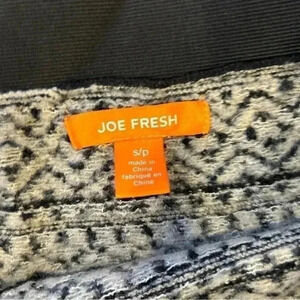 JOE FRESH
S/P
made in
China
fabriqué en
Chine